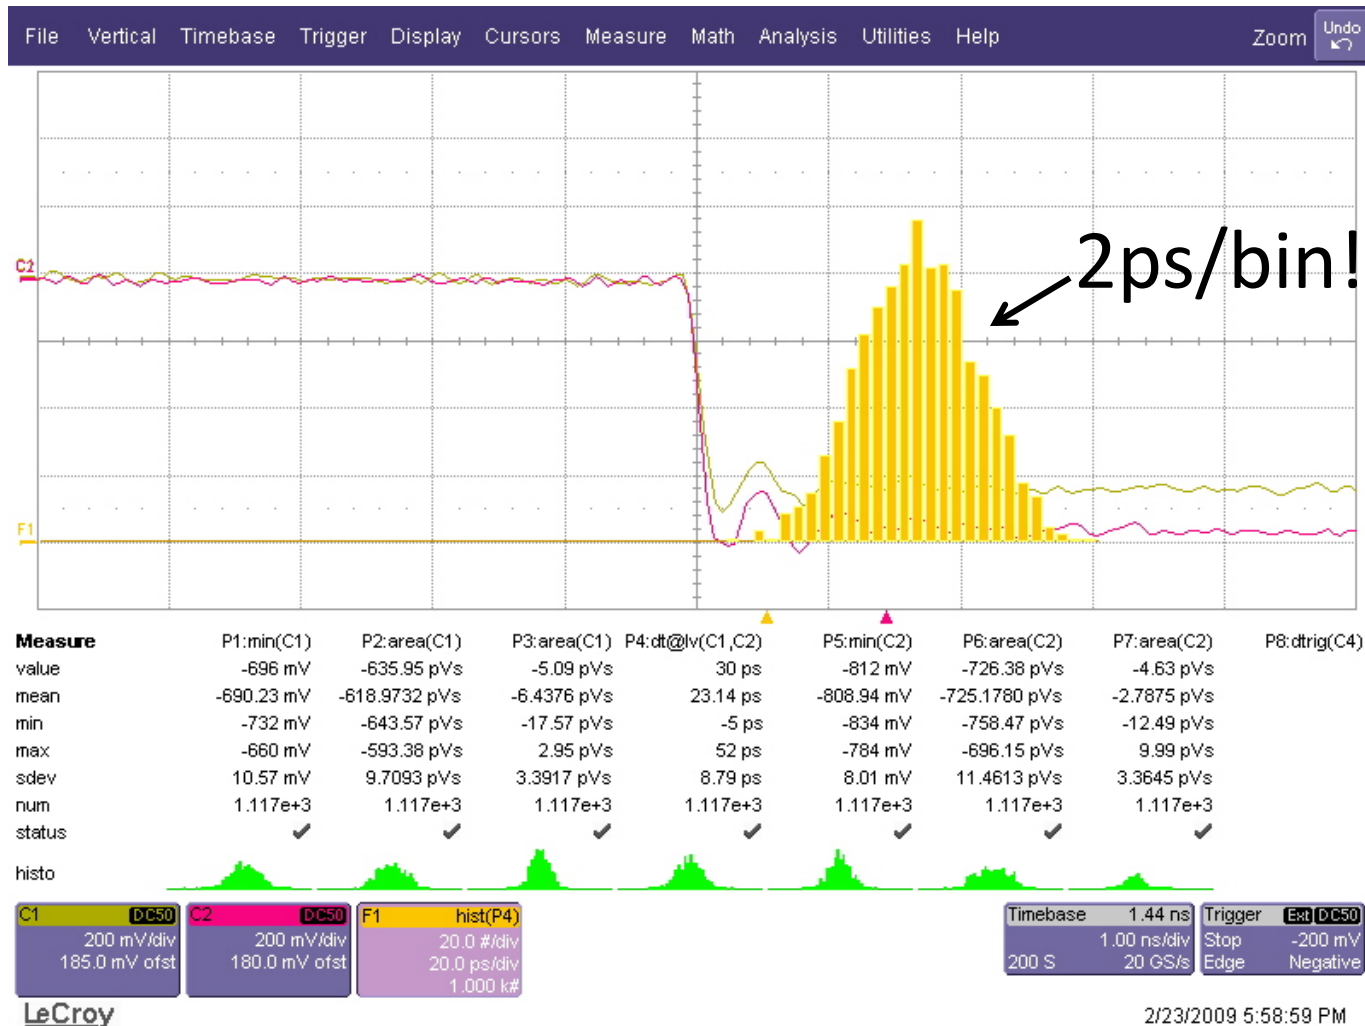 File Vertical Timebase Trigger Display Cursors Measure Math Analysis Utilities Help Zoom Undo
C2
2ps/bin!
F1
Measure P1:min(C1) P2:area(C1) P3:area(C1) P4:dt@lv(C1,C2) P5:min(C2) P6:area(C2) P7:area(C2) P8:dtrig(C4)
value -696 mV -635.95 pVs -5.09 pVs 30 ps -812 mV -726.38 pVs -4.63 pVs
mean -690.23 mV -618.9732 pVs -6.4376 pVs 23.14 ps -808.94 mV -725.1780 pVs -2.7875 pVs
min -732 mV -643.57 pVs -17.57 pVs -5 ps -834 mV -758.47 pVs -12.49 pVs
max -660 mV -593.38 pVs 2.95 pVs 52 ps -784 mV -696.15 pVs 9.99 pVs
sdev 10.57 mV 9.7093 pVs 3.3917 pVs 8.79 ps 8.01 mV 11.4613 pVs 3.3645 pVs
num 1.117e+3 1.117e+3 1.117e+3 1.117e+3 1.117e+3 1.117e+3 1.117e+3
status
histo
C1 DC50 C2 DC50 F1 hist(P4) Timebase 1.44 ns Trigger Ext DC50
200 mV/div 200 mV/div 20.0 #/div 1.00 ns/div Stop -200 mV
185.0 mV ofst 180.0 mV ofst 20.0 ps/div 200 S 20 GS/s Edge Negative
1.000 k#
LeCroy 2/23/2009 5:58:59 PM